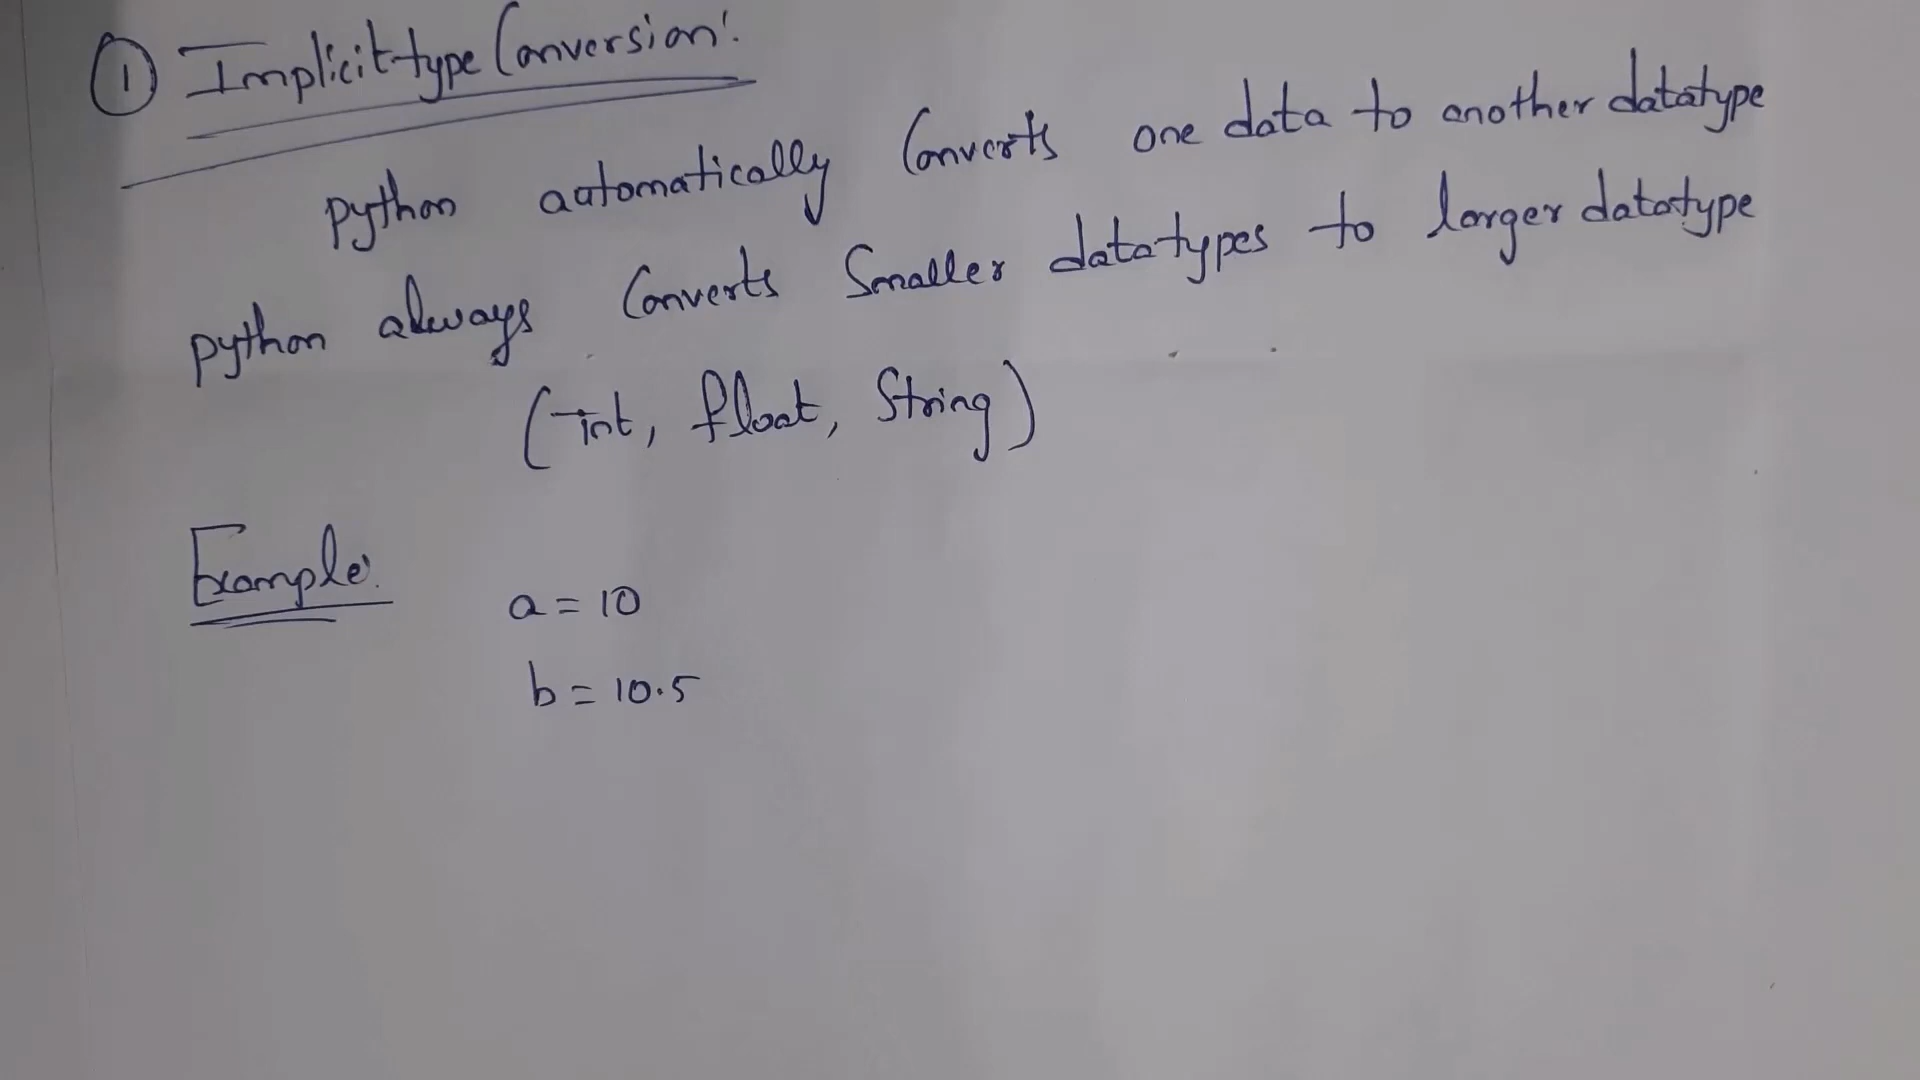 ① Implicit type Conversion:
python automatically Converts one data to another datatype
python always Converts Smaller datatypes to larger datatype
(int, float, String)
Example:
a = 10
b = 10.5